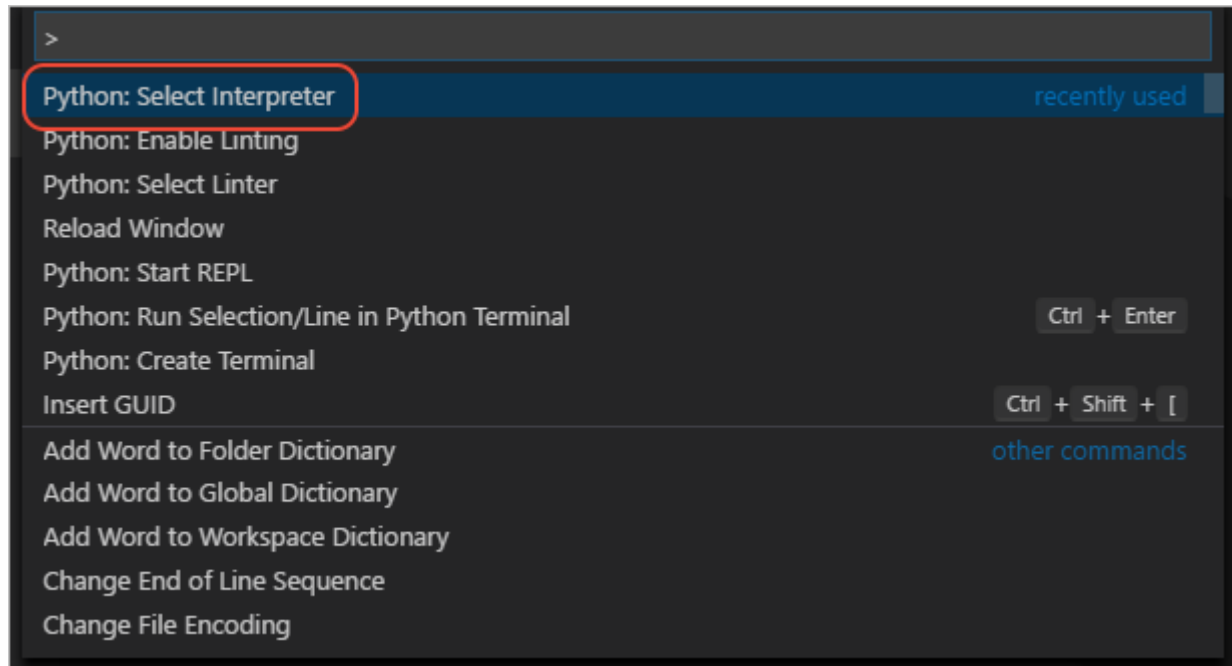 >
Python: Select Interpreter recently used
Python: Enable Linting
Python: Select Linter
Reload Window
Python: Start REPL
Python: Run Selection/Line in Python Terminal Ctrl + Enter
Python: Create Terminal
Insert GUID Ctrl + Shift + [
Add Word to Folder Dictionary other commands
Add Word to Global Dictionary
Add Word to Workspace Dictionary
Change End of Line Sequence
Change File Encoding